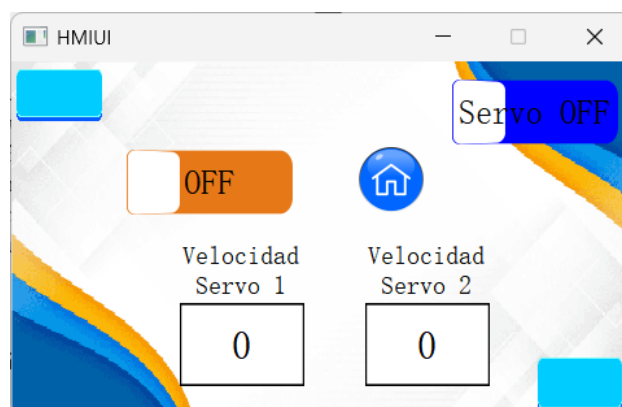 HMIUI
Servo OFF
OFF
Velocidad
Servo 1
Velocidad
Servo 2
0
0